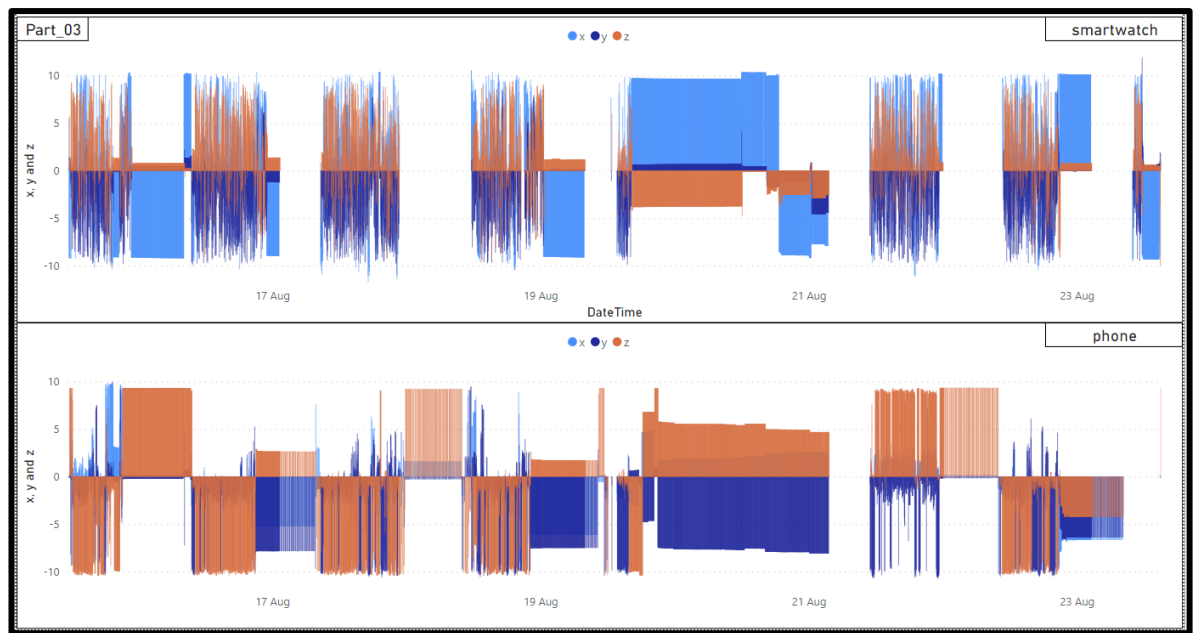 Part_03
smartwatch
x y z
10
5
0
-5
-10
x, y and z
17 Aug 19 Aug 21 Aug 23 Aug
DateTime
phone
x y z
10
5
0
-5
-10
x, y and z
17 Aug 19 Aug 21 Aug 23 Aug